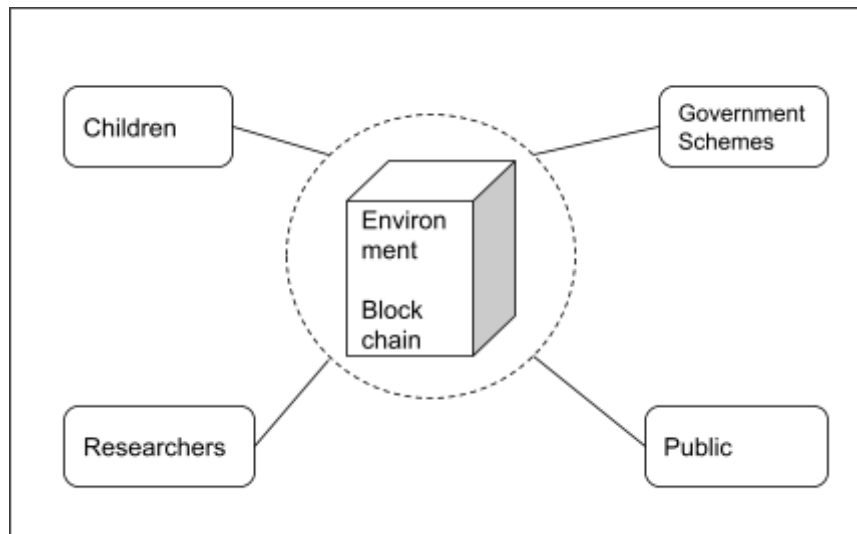 Children
Government
Schemes
Environ
ment
Block
chain
Researchers
Public